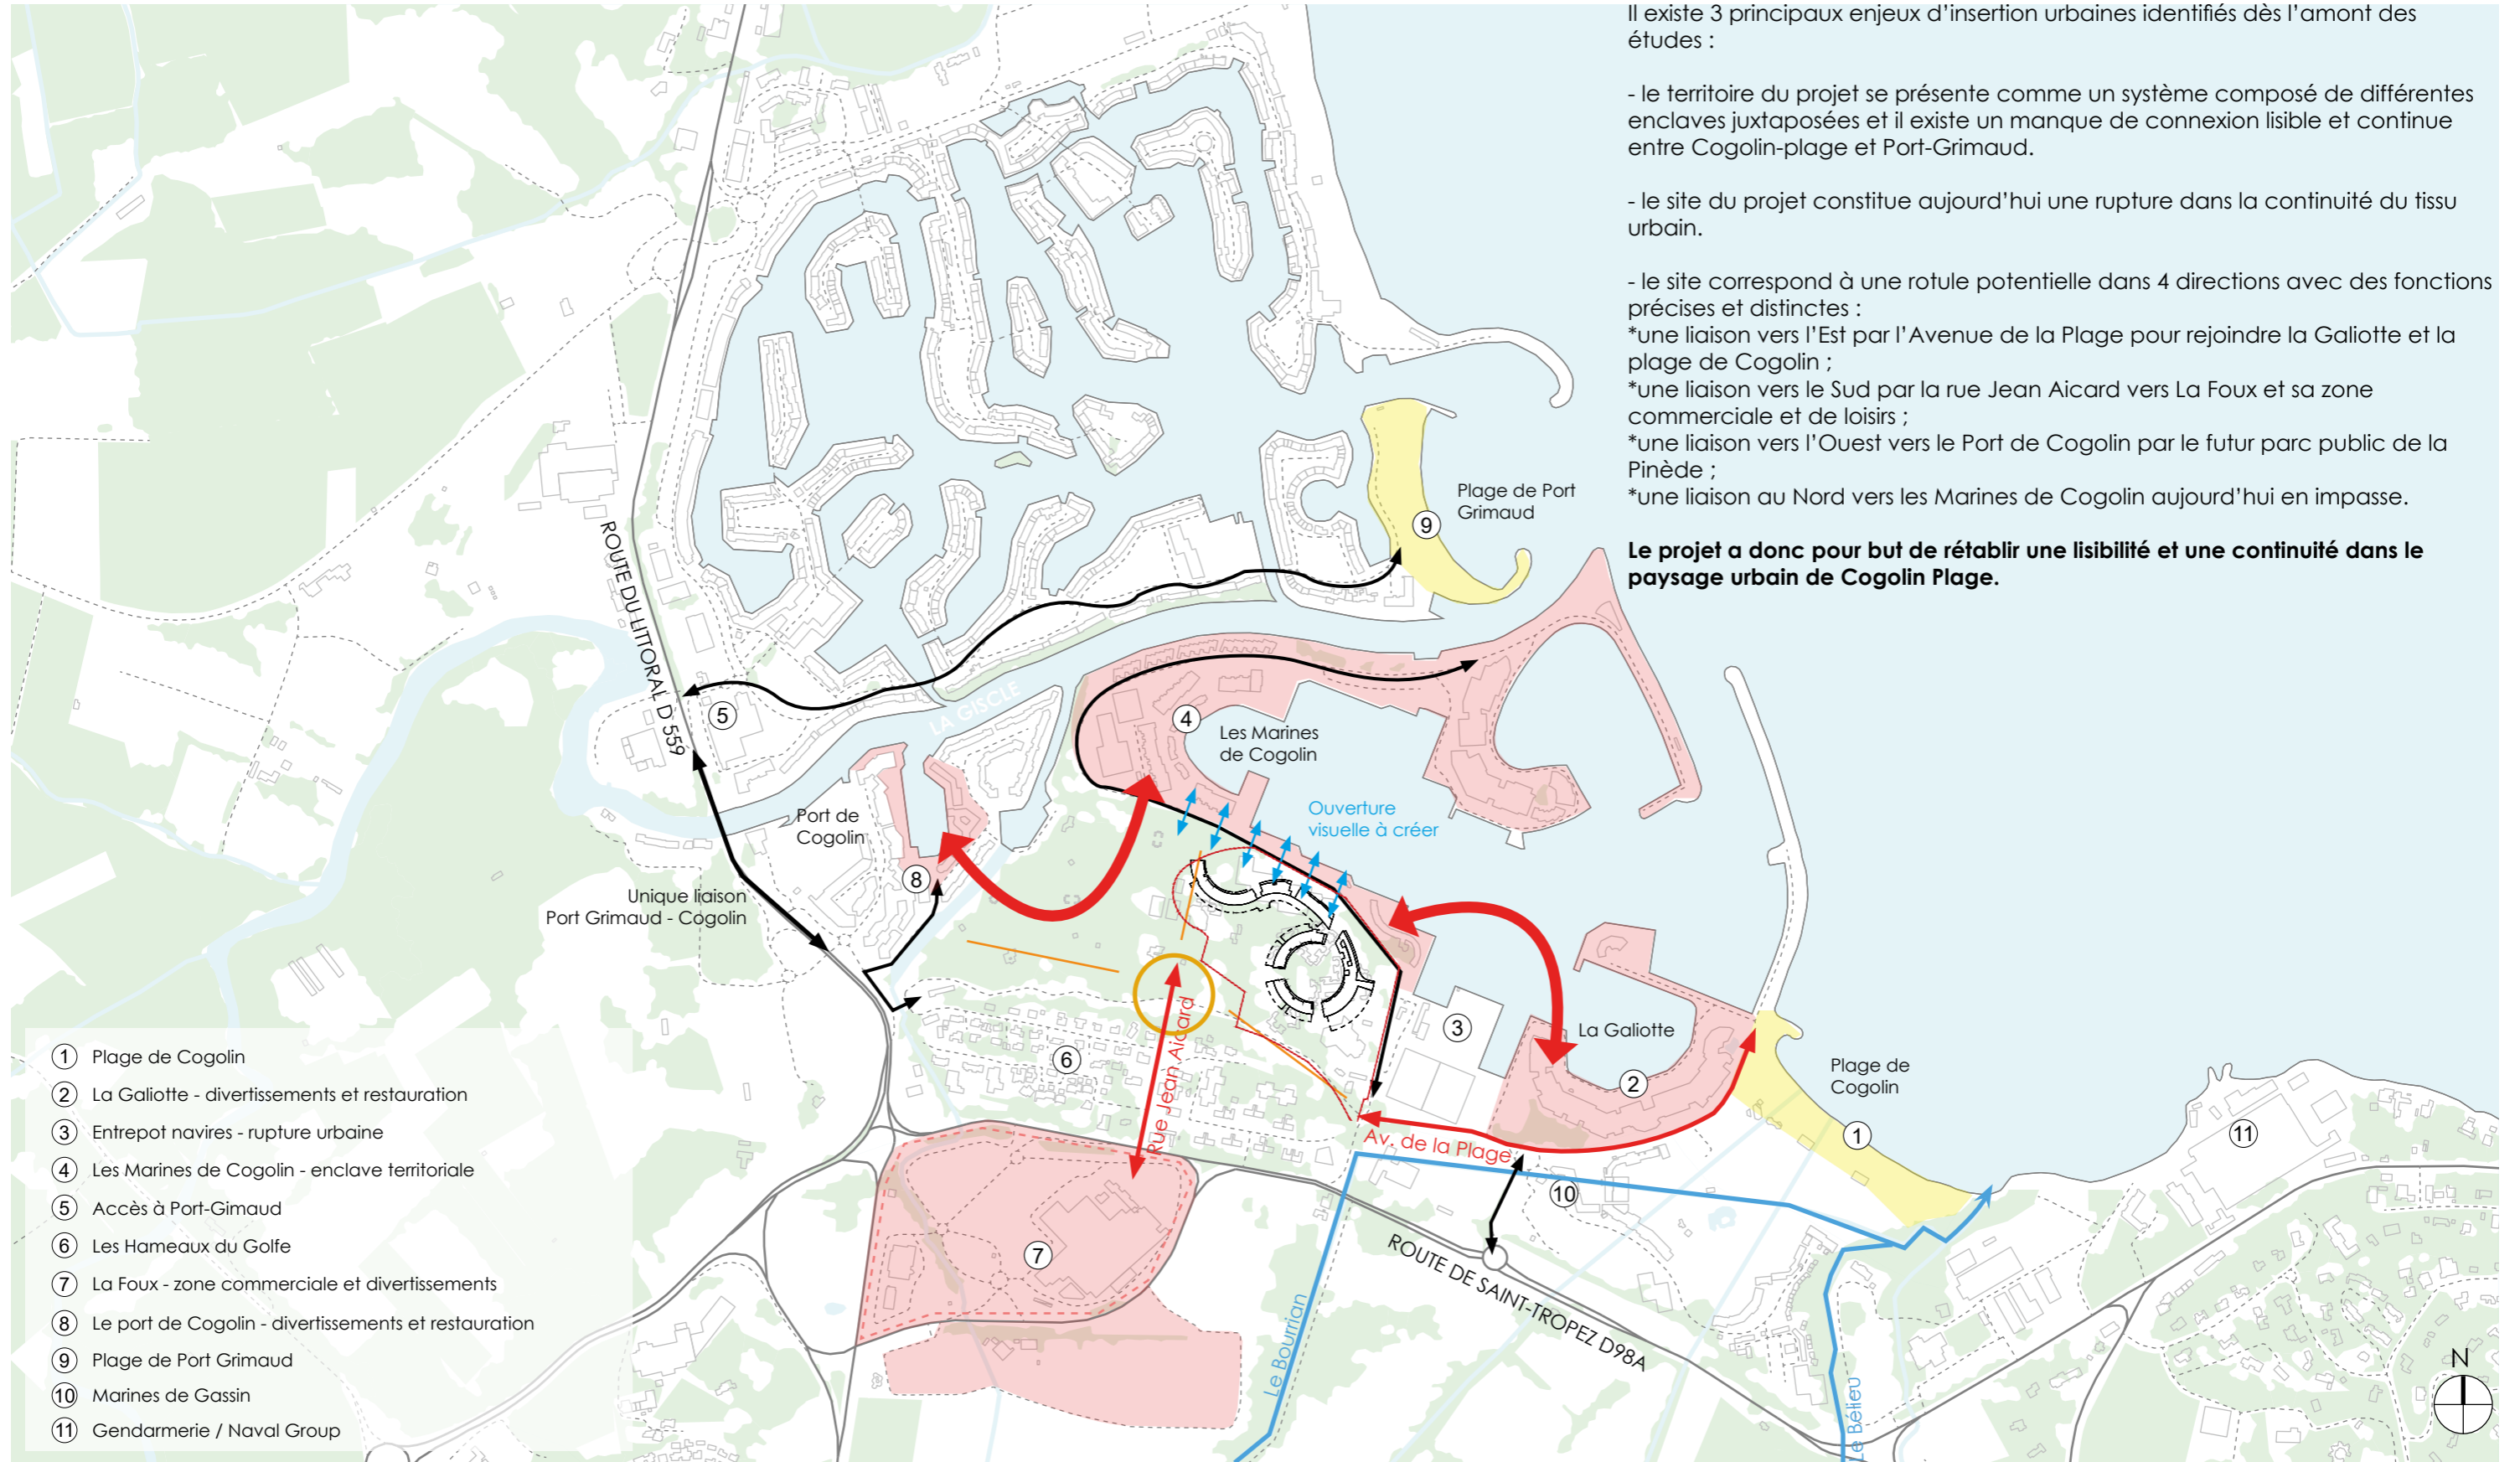 Il existe 3 principaux enjeux d'insertion urbaines identifiés dès l'amont des
études :
- le territoire du projet se présente comme un système composé de différentes
enclaves juxtaposées et il existe un manque de connexion lisible et continue
entre Cogolin-plage et Port-Grimaud.
- le site du projet constitue aujourd'hui une rupture dans la continuité du tissu
urbain.
- le site correspond à une rotule potentielle dans 4 directions avec des fonctions
précises et distinctes :
*une liaison vers l'Est par l'Avenue de la Plage pour rejoindre la Galiotte et la
plage de Cogolin ;
*une liaison vers le Sud par la rue Jean Aicard vers La Foux et sa zone
commerciale et de loisirs ;
*une liaison vers l'Ouest vers le Port de Cogolin par le futur parc public de la
Pinède ;
*une liaison au Nord vers les Marines de Cogolin aujourd'hui en impasse.
Le projet a donc pour but de rétablir une lisibilité et une continuité dans le
paysage urbain de Cogolin Plage.
Plage de Port
Grimaud
9
ROUTE DU LITTORAL D 559
5
LA GISCLE
4
Les Marines
de Cogolin
Port de
Cogolin
Ouverture
visuelle à créer
8
Unique liaison
Port Grimaud - Cogolin
3
La Galiotte
2
Plage de
Cogolin
1
11
6
Rue Jean Aicard
Av. de la Plage
10
7
ROUTE DE SAINT-TROPEZ D98A
Le Bourrian
Le Bélieu
N
1 Plage de Cogolin
2 La Galiotte - divertissements et restauration
3 Entrepot navires - rupture urbaine
4 Les Marines de Cogolin - enclave territoriale
5 Accès à Port-Gimaud
6 Les Hameaux du Golfe
7 La Foux - zone commerciale et divertissements
8 Le port de Cogolin - divertissements et restauration
9 Plage de Port Grimaud
10 Marines de Gassin
11 Gendarmerie / Naval Group